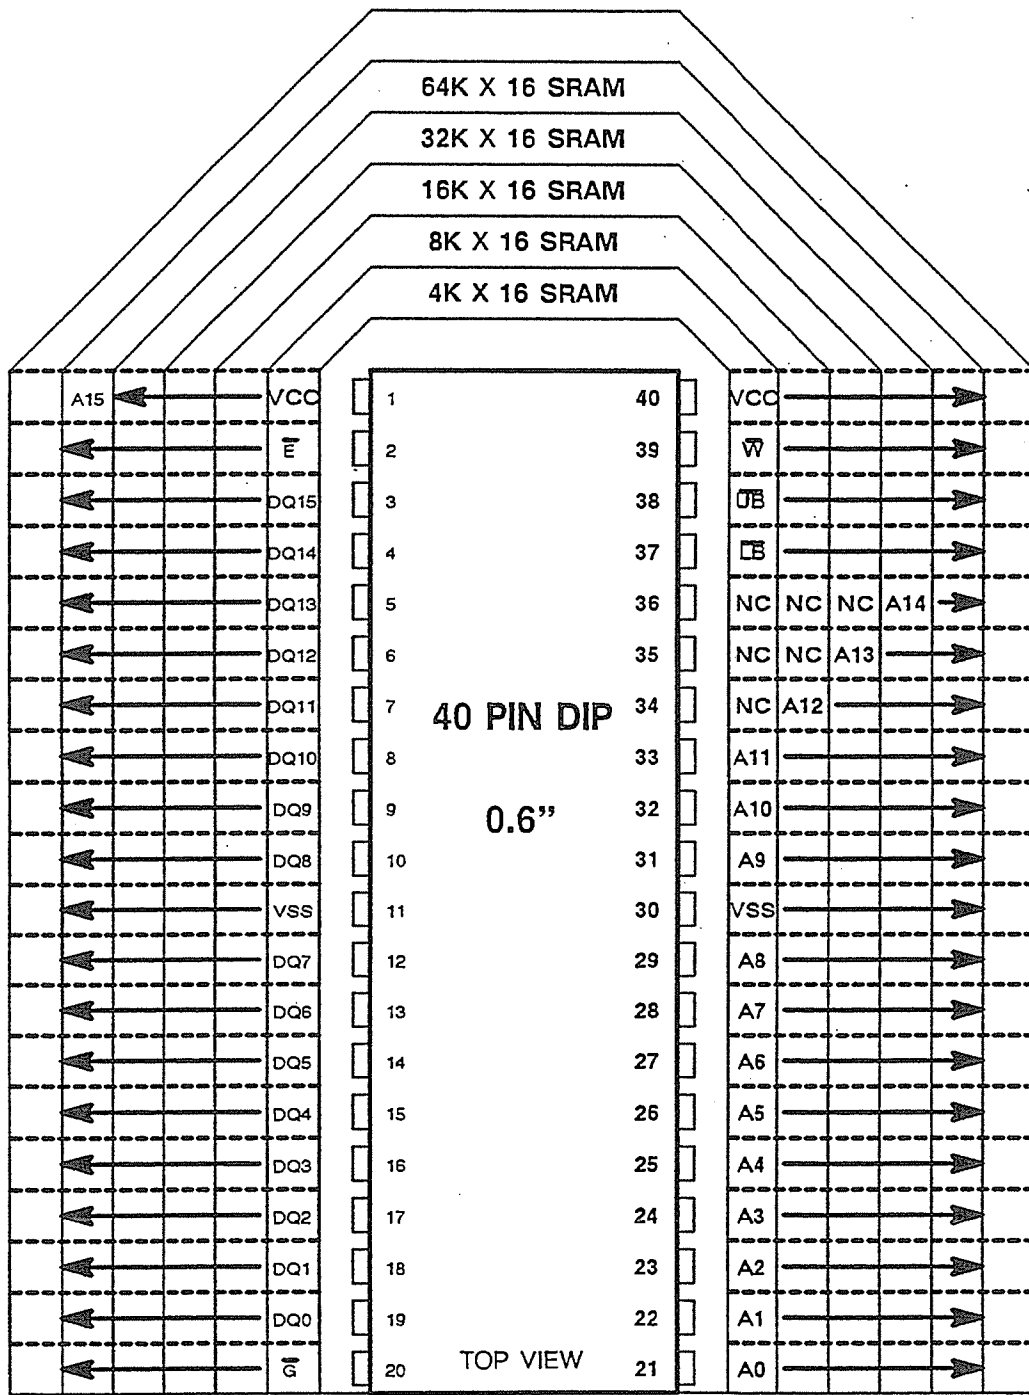 64K X 16 SRAM
32K X 16 SRAM
16K X 16 SRAM
8K X 16 SRAM
4K X 16 SRAM
A15 VCC 1 40 VCC
E̅ 2 39 W̅
DQ15 3 38 U̅B̅
DQ14 4 37 L̅B̅
DQ13 5 36 NC NC NC A14
DQ12 6 35 NC NC A13
DQ11 7 40 PIN DIP 34 NC A12
DQ10 8 33 A11
DQ9 9 0.6” 32 A10
DQ8 10 31 A9
VSS 11 30 VSS
DQ7 12 29 A8
DQ6 13 28 A7
DQ5 14 27 A6
DQ4 15 26 A5
DQ3 16 25 A4
DQ2 17 24 A3
DQ1 18 23 A2
DQ0 19 22 A1
G̅ 20 TOP VIEW 21 A0